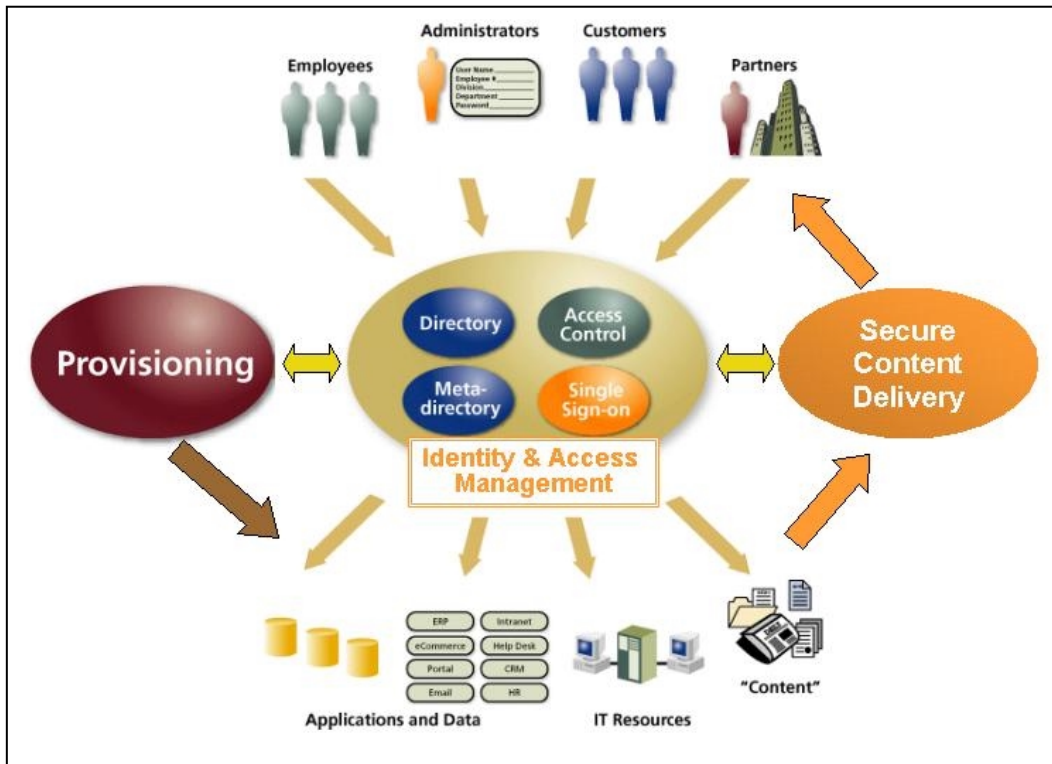 Administrators
Customers
Employees
Partners
User Name
Employee #
Division
Department
Password
Directory
Access
Control
Provisioning
Secure
Content
Delivery
Meta-
directory
Single
Sign-on
Identity & Access
Management
ERP
Intranet
eCommerce
Help Desk
Portal
CRM
Email
HR
"Content"
Applications and Data
IT Resources